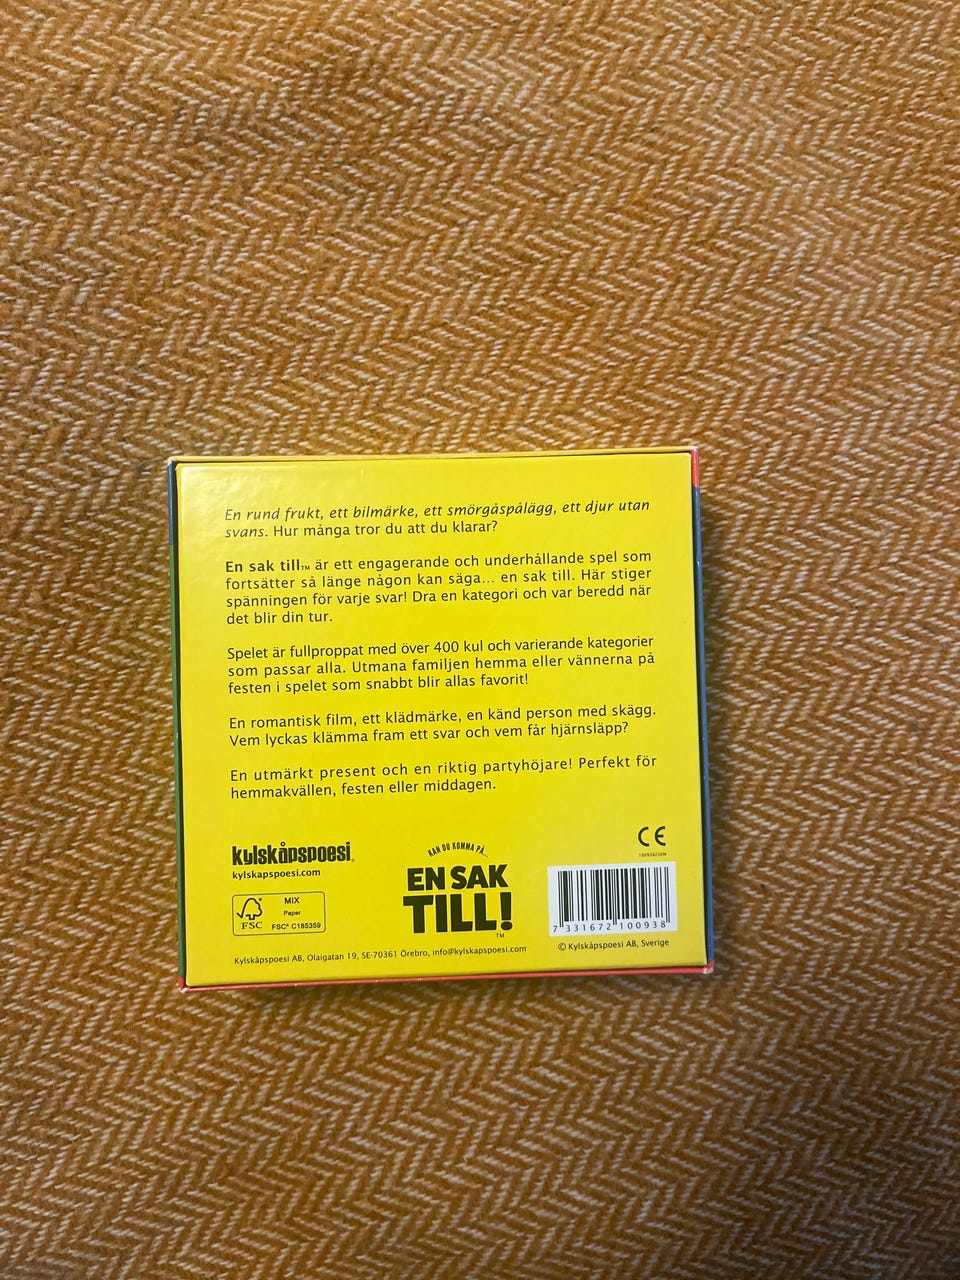 En rund frukt, ett bilmärke, ett smörgåspålägg, ett djur utan
svans. Hur många tror du att du klarar?
En sak till™ är ett engagerande och underhållande spel som
fortsätter så länge någon kan säga... en sak till. Här stiger
spänningen för varje svar! Dra en kategori och var beredd när
det blir din tur.
Spelet är fullproppat med över 400 kul och varierande kategorier
som passar alla. Utmana familjen hemma eller vännerna på
festen i spelet som snabbt blir allas favorit!
En romantisk film, ett klädmärke, en känd person med skägg.
Vem lyckas klämma fram ett svar och vem får hjärnsläpp?
En utmärkt present och en riktig partyhöjare! Perfekt för
hemmakvällen, festen eller middagen.
kylskåpspoesi®
kylskapspoesi.com
FSC
MIX
Paper
FSC® C185359
KAN DU KOMMA PÅ...
EN SAK
TILL!
™
CE
7 331672 100938
Kylskåpspoesi AB, Olaigatan 19, SE-70361 Örebro, info@kylskapspoesi.com
© Kylskåpspoesi AB, Sverige